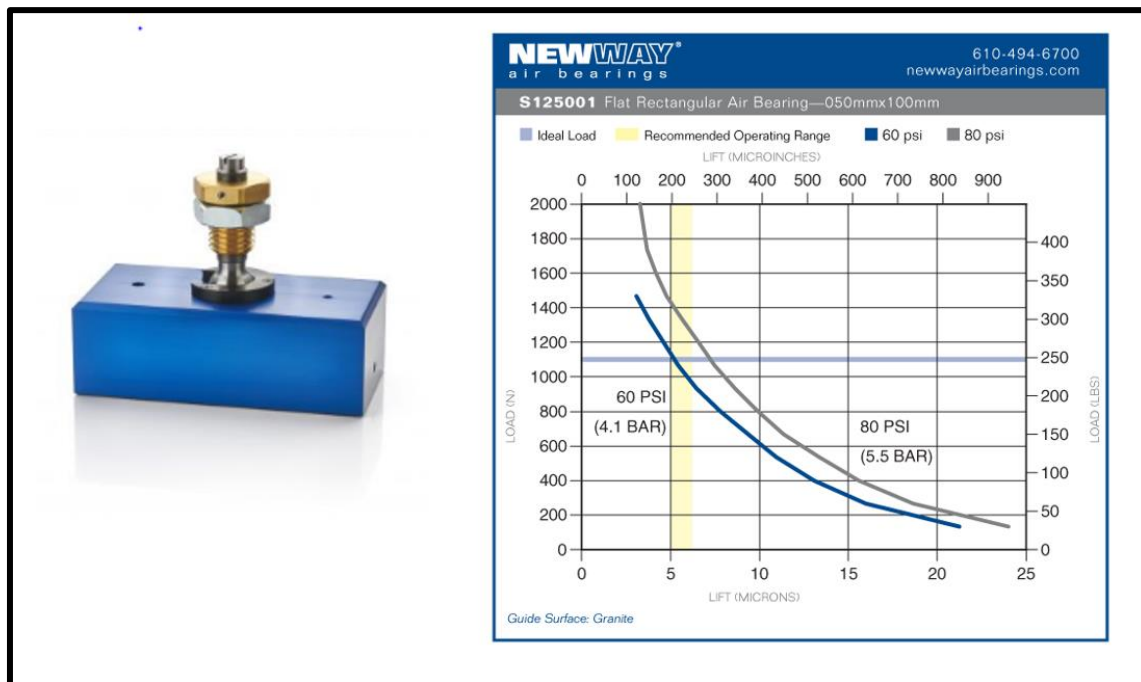 NEWWAY®
air bearings
610-494-6700
newwayairbearings.com
S125001 Flat Rectangular Air Bearing—050mmx100mm
Ideal Load Recommended Operating Range 60 psi 80 psi
LIFT (MICROINCHES)
0 100 200 300 400 500 600 700 800 900
2000
1800
1600
1400
1200
1000
800
600
400
200
0
LOAD (N)
400
350
300
250
200
150
100
50
0
LOAD (LBS)
60 PSI
(4.1 BAR)
80 PSI
(5.5 BAR)
0 5 10 15 20 25
LIFT (MICRONS)
Guide Surface: Granite